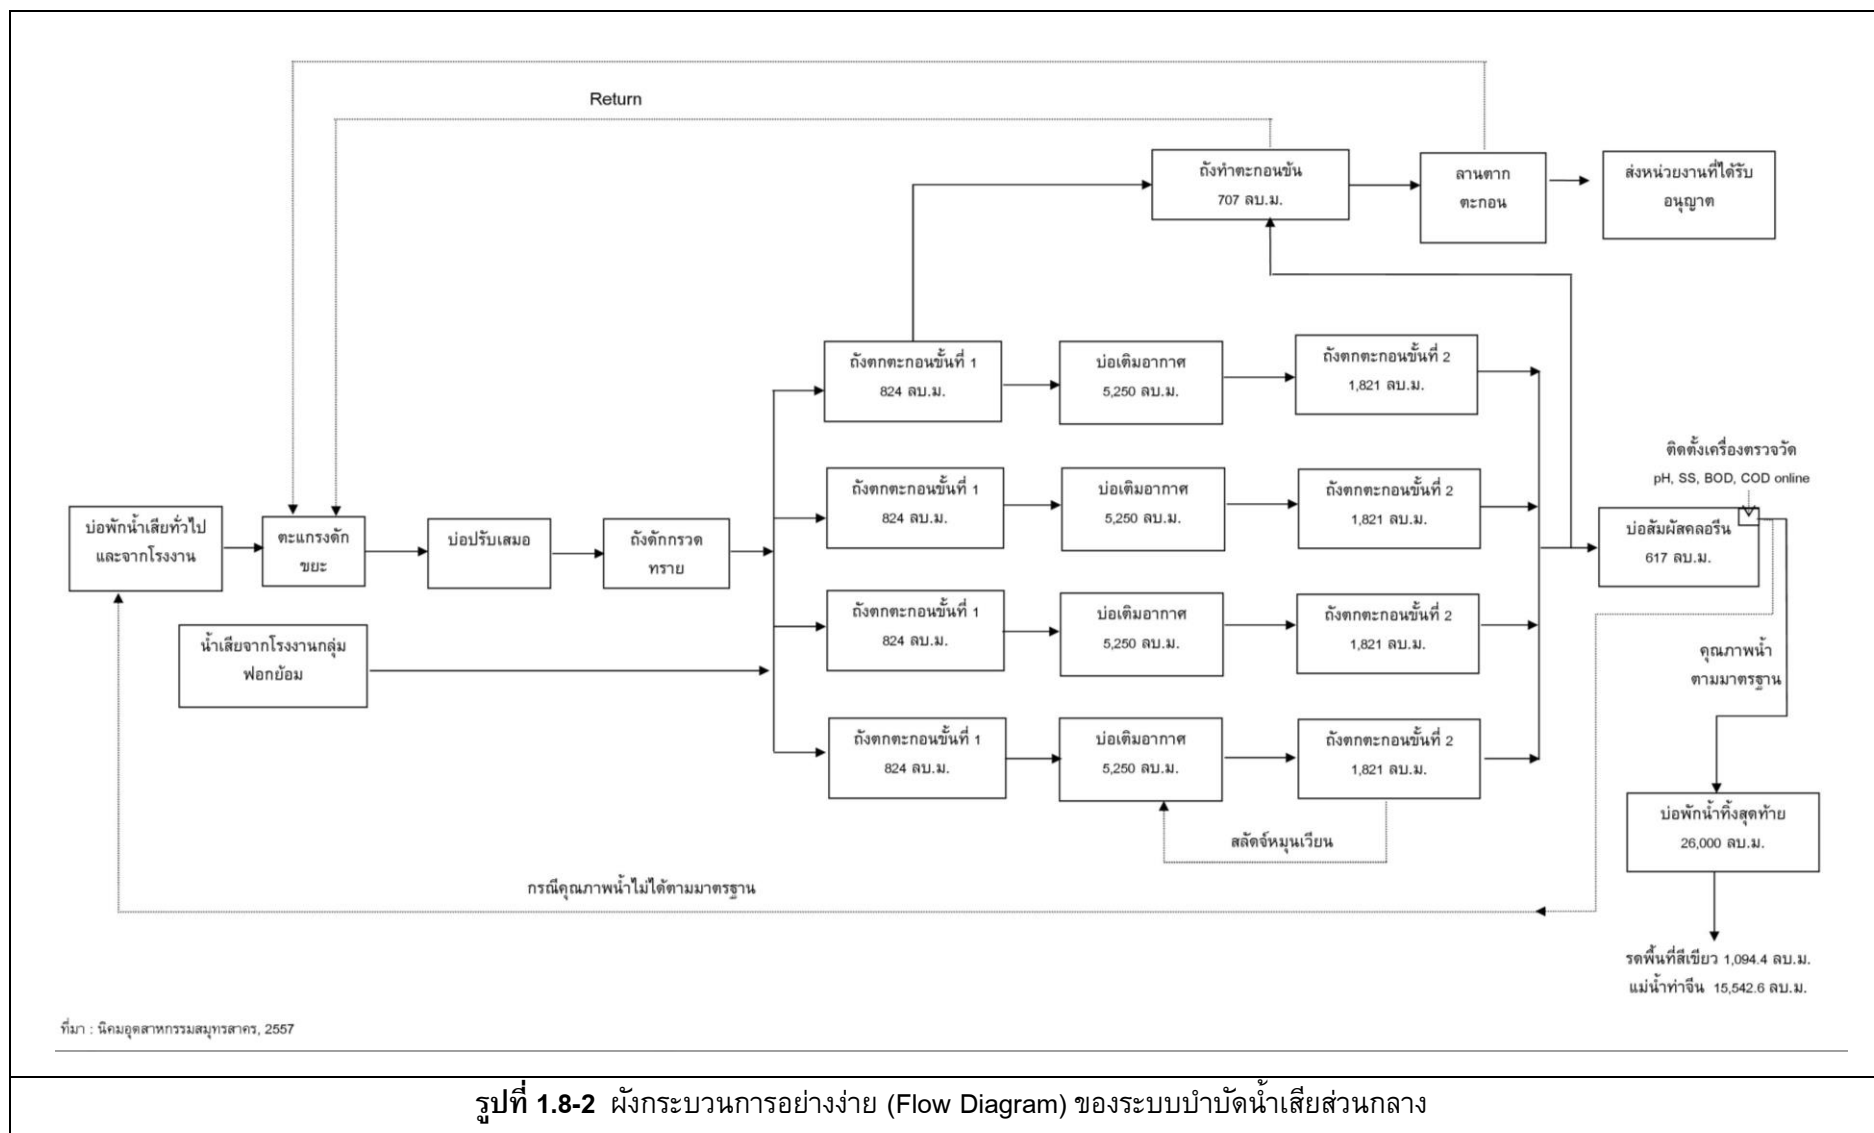 Return
ถังทำตะกอนข้น
707 ลบ.ม.
ลานตาก
ตะกอน
ส่งหน่วยงานที่ได้รับ
อนุญาต
ถังตกตะกอนขั้นที่ 1
824 ลบ.ม.
บ่อเติมอากาศ
5,250 ลบ.ม.
ถังตกตะกอนขั้นที่ 2
1,821 ลบ.ม.
ถังตกตะกอนขั้นที่ 1
824 ลบ.ม.
บ่อเติมอากาศ
5,250 ลบ.ม.
ถังตกตะกอนขั้นที่ 2
1,821 ลบ.ม.
ติดตั้งเครื่องตรวจวัด
pH, SS, BOD, COD online
บ่อพักน้ำเสียทั่วไป
และจากโรงงาน
ตะแกรงดัก
ขยะ
บ่อปรับเสมอ
ถังดักกรวด
ทราย
บ่อสัมผัสคลอรีน
617 ลบ.ม.
ถังตกตะกอนขั้นที่ 1
824 ลบ.ม.
บ่อเติมอากาศ
5,250 ลบ.ม.
ถังตกตะกอนขั้นที่ 2
1,821 ลบ.ม.
น้ำเสียจากโรงงานกลุ่ม
ฟอกย้อม
คุณภาพน้ำ
ตามมาตรฐาน
ถังตกตะกอนขั้นที่ 1
824 ลบ.ม.
บ่อเติมอากาศ
5,250 ลบ.ม.
ถังตกตะกอนขั้นที่ 2
1,821 ลบ.ม.
สลัดจ์หมุนเวียน
บ่อพักน้ำทิ้งสุดท้าย
26,000 ลบ.ม.
กรณีคุณภาพน้ำไม่ได้ตามมาตรฐาน
รดพื้นที่สีเขียว 1,094.4 ลบ.ม.
แม่น้ำท่าจีน 15,542.6 ลบ.ม.
ที่มา : นิคมอุตสาหกรรมสมุทรสาคร, 2557
รูปที่ 1.8-2 ผังกระบวนการอย่างง่าย (Flow Diagram) ของระบบบำบัดน้ำเสียส่วนกลาง